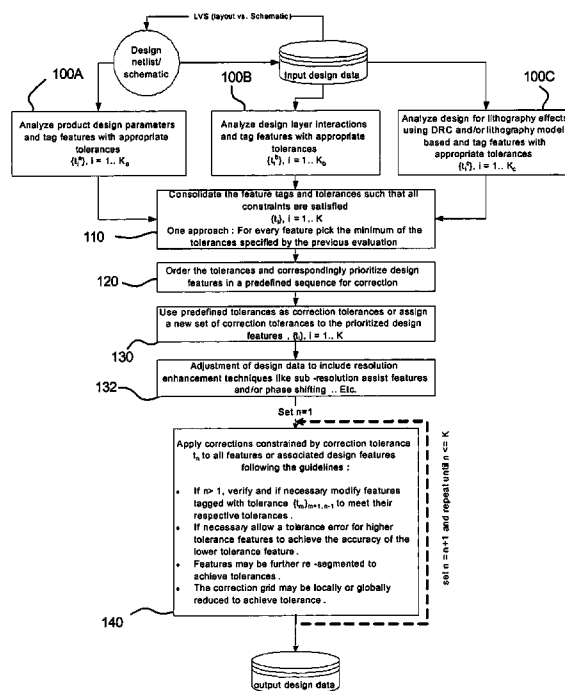 LVS (layout vs. Schematic)
Design
netlist/
schematic
Input design data
100A
100B
100C
Analyze product design parameters
and tag features with appropriate
tolerances
{tᵢᵃ}, i = 1.. Kₐ
Analyze design layer interactions
and tag features with appropriate
tolerances
{tᵢᵇ}, i = 1.. K_b
Analyze design for lithography effects
using DRC and/or lithography model
based and tag features with
appropriate tolerances
{tᵢᶜ}, i = 1.. K_c
Consolidate the feature tags and tolerances such that all
constraints are satisfied
{tᵢ}, i = 1.. K
One approach : For every feature pick the minimum of the
tolerances specified by the previous evaluation
110
Order the tolerances and correspondingly prioritize design
features in a predefined sequence for correction
120
Use predefined tolerances as correction tolerances or assign
a new set of correction tolerances to the prioritized design
features , {tᵢ}, i = 1.. K
130
Adjustment of design data to include resolution
enhancement techniques like sub -resolution assist features
and/or phase shifting .. Etc.
132
Set n=1
Apply corrections constrained by correction tolerance
tₙ to all features or associated design features
following the guidelines :
• If n> 1, verify and if necessary modify features
tagged with tolerance {tₘ}ₘ₊₁,ₙ₋₁ to meet their
respective tolerances .
• If necessary allow a tolerance error for higher
tolerance features to achieve the accuracy of the
lower tolerance feature .
• Features may be further re -segmented to
achieve tolerances .
• The correction grid may be locally or globally
reduced to achieve tolerance .
set n = n+1 and repeat until n <= K
140
output design data